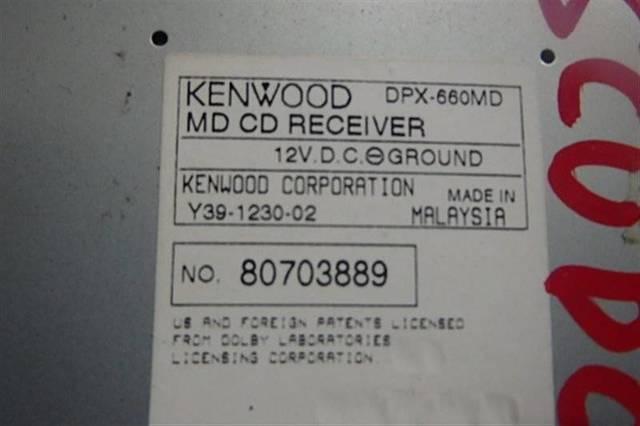 KENWOOD DPX-660MD
MD CD RECEIVER
12V.D.C.⊖GROUND
KENWOOD CORPORATION MADE IN
Y39-1230-02 MALAYSIA
NO. 80703889
US AND FOREIGN PATENTS LICENSED
FROM DOLBY LABORATORIES
LICENSING CORPORATION.